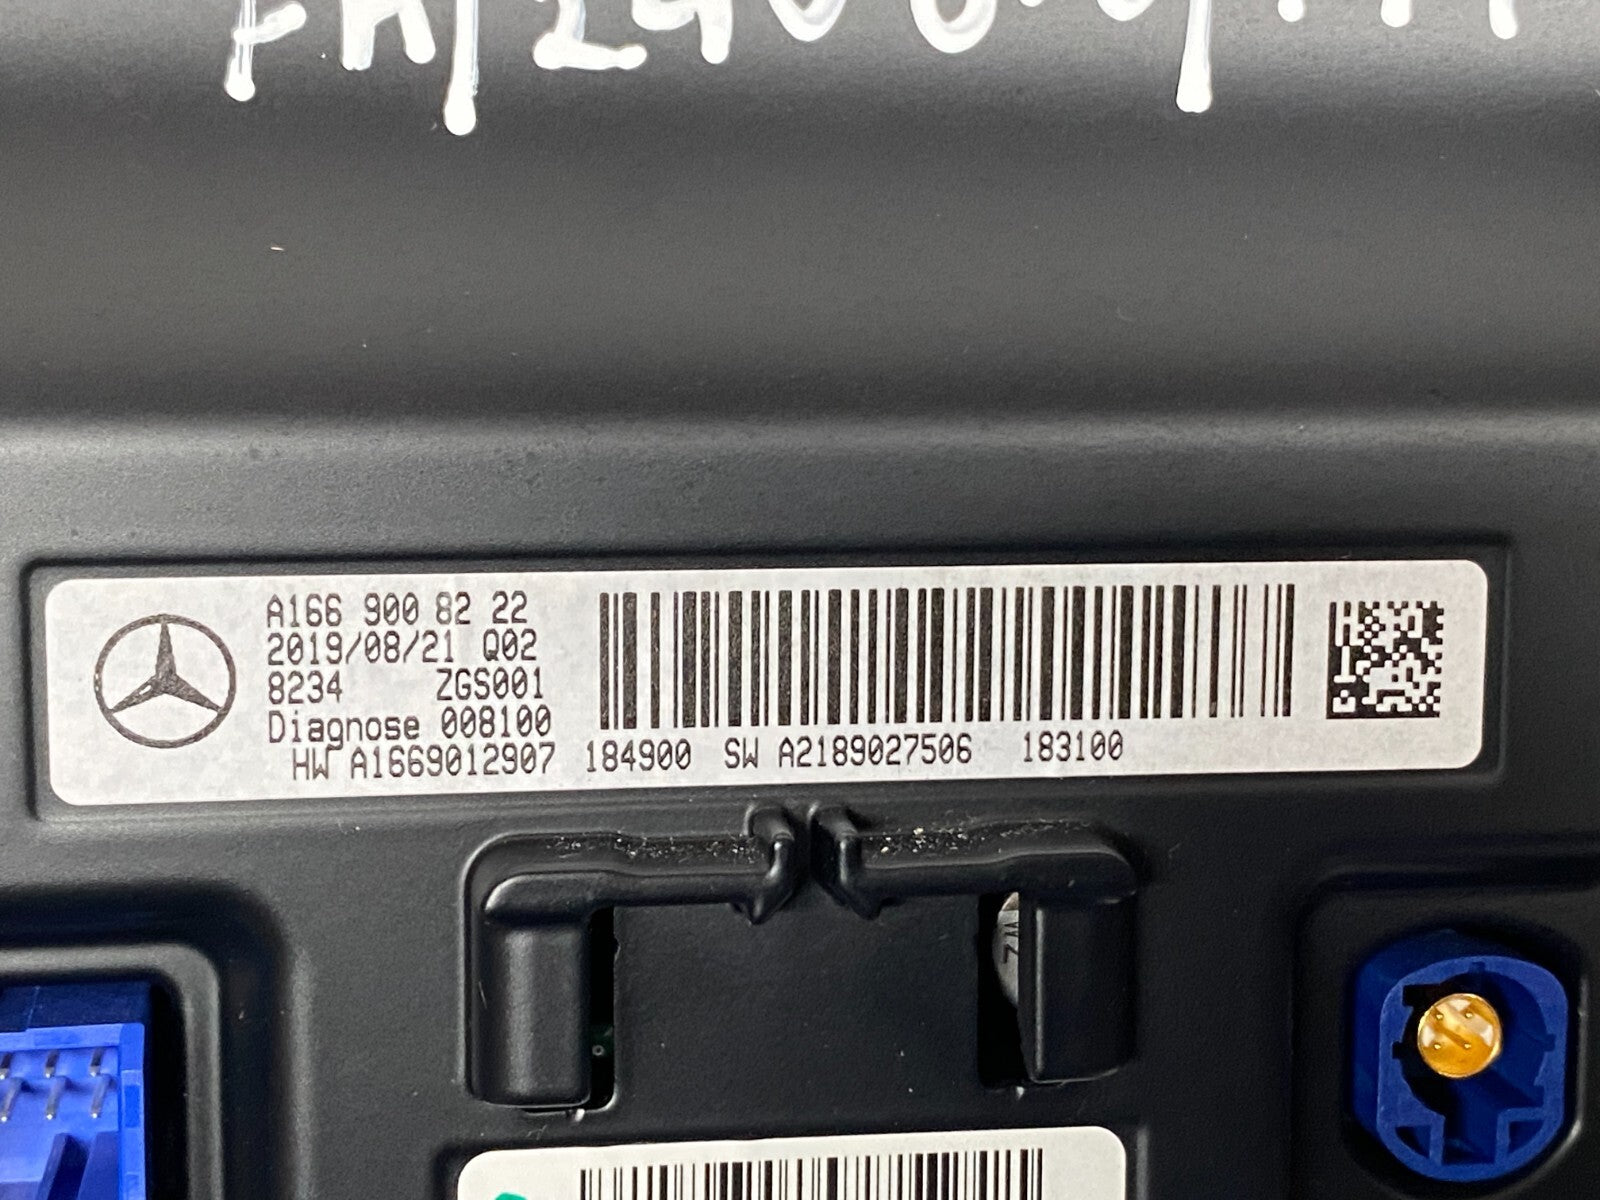 A166 900 82 22
2019/08/21 Q02
8234 ZGS001
Diagnose 008100
HW A1669012907 184900 SW A2189027506 183100